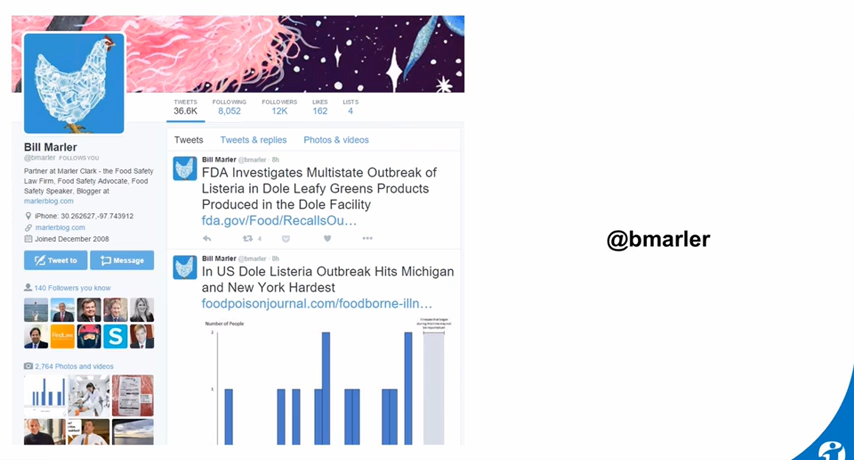 TWEETS FOLLOWING FOLLOWERS LIKES LISTS
36.6K 8,052 12K 162 4
Bill Marler
@bmarler FOLLOWS YOU
Partner at Marler Clark - the Food Safety
Law Firm, Food Safety Advocate, Food
Safety Speaker, Blogger at
marlerblog.com
iPhone: 30.262627,-97.743912
marlerblog.com
Joined December 2008
Tweet to Message
140 Followers you know
S
2,764 Photos and videos
Tweets Tweets & replies Photos & videos
Bill Marler @bmarler · 8h
FDA Investigates Multistate Outbreak of
Listeria in Dole Leafy Greens Products
Produced in the Dole Facility
fda.gov/Food/RecallsOu…
4
Bill Marler @bmarler · 8h
In US Dole Listeria Outbreak Hits Michigan
and New York Hardest
foodpoisonjournal.com/foodborne-illn…
Number of People
2
1
@bmarler